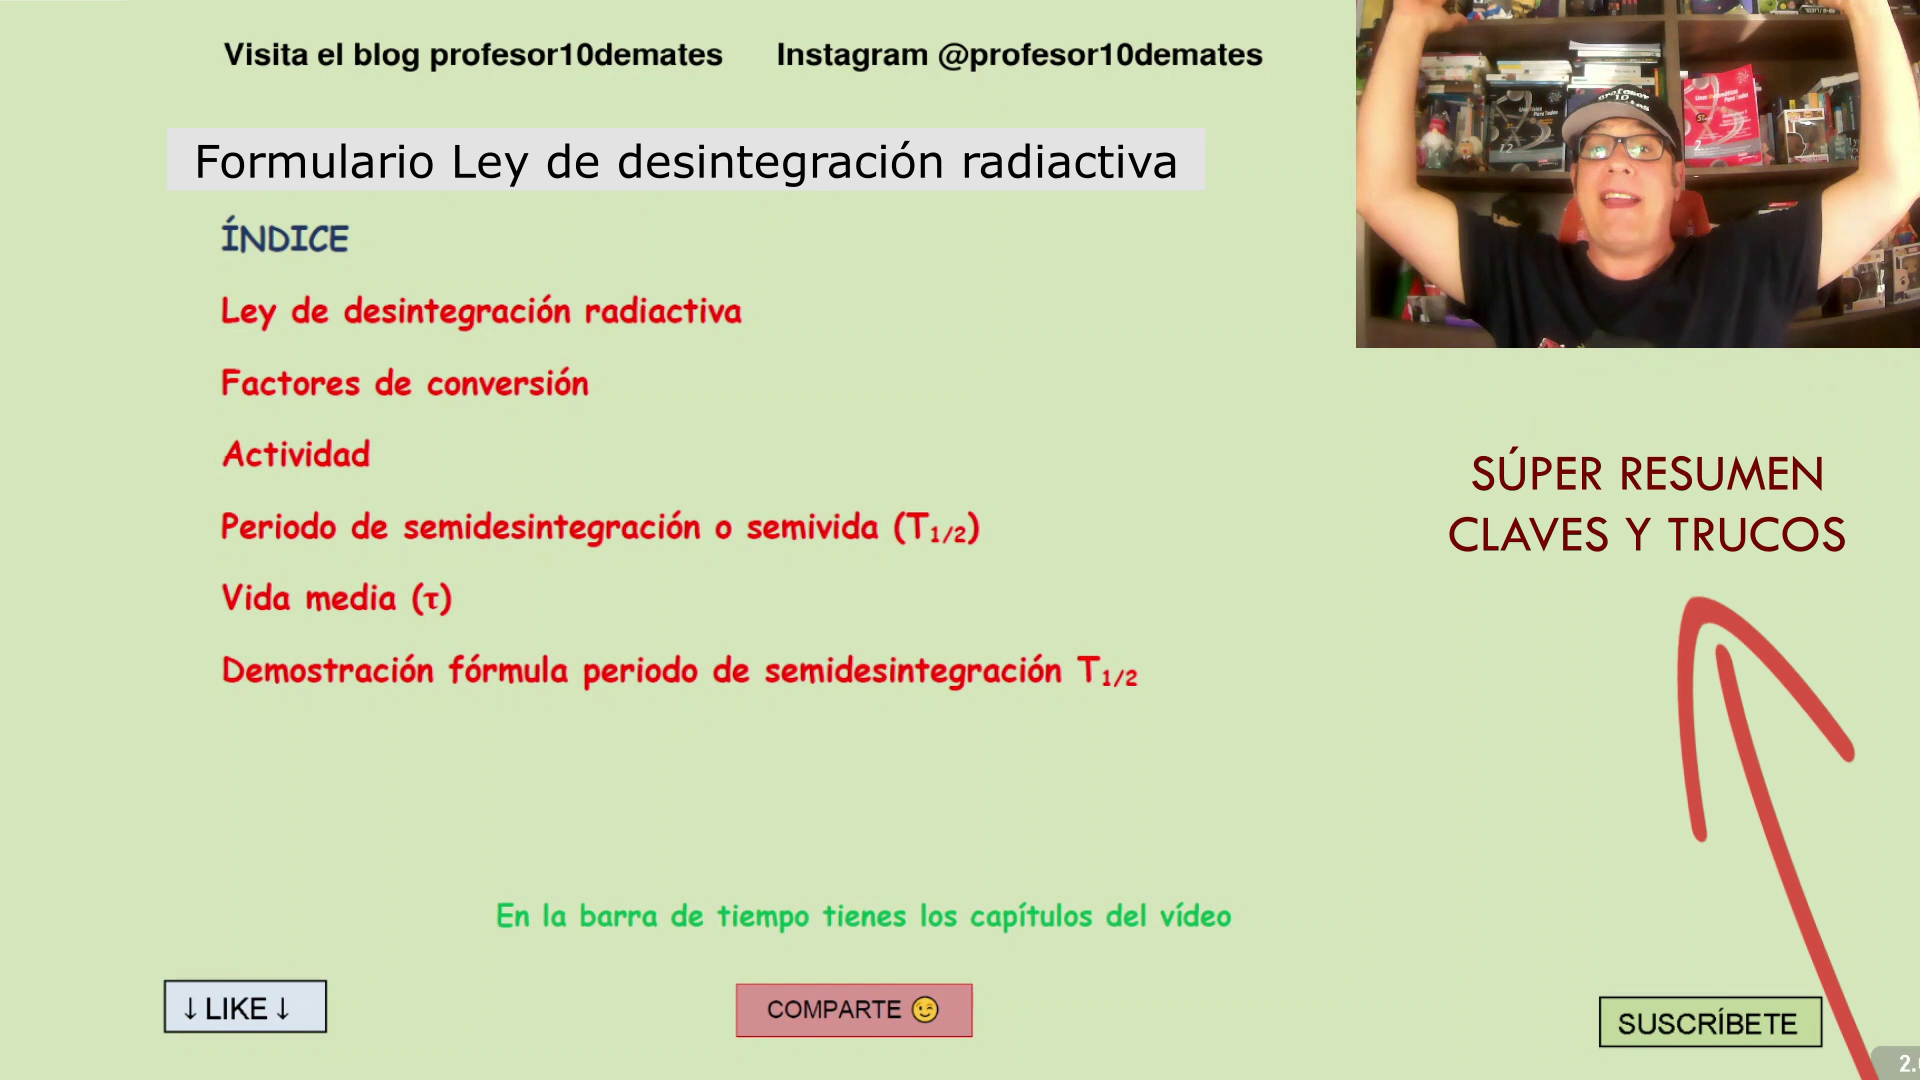 Visita el blog profesor10demates Instagram @profesor10demates
Formulario Ley de desintegración radiactiva
ÍNDICE
Ley de desintegración radiactiva
Factores de conversión
Actividad
Periodo de semidesintegración o semivida (T1/2)
Vida media (τ)
Demostración fórmula periodo de semidesintegración T1/2
SÚPER RESUMEN
CLAVES Y TRUCOS
En la barra de tiempo tienes los capítulos del vídeo
↓ LIKE ↓
COMPARTE 😉
SUSCRÍBETE